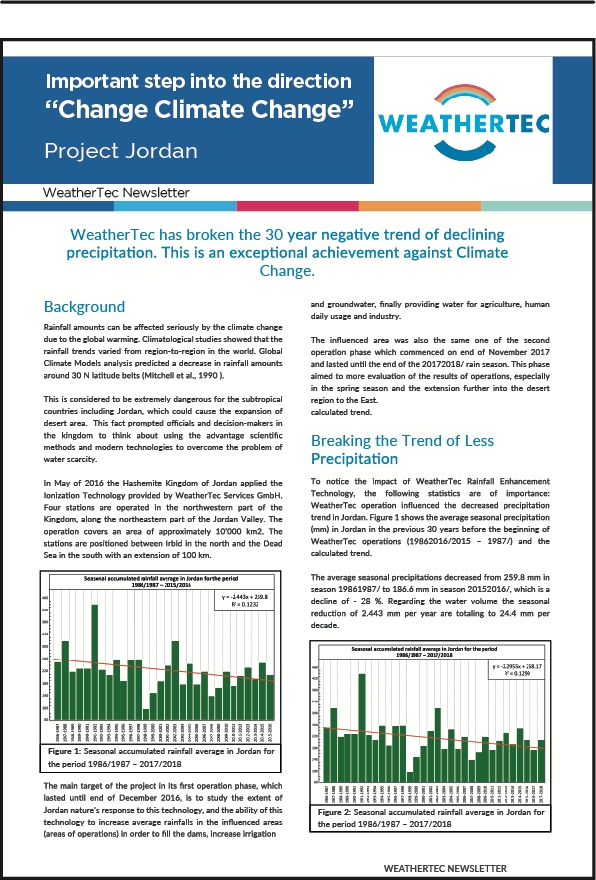 Important step into the direction
“Change Climate Change”
Project Jordan
WEATHERTEC
WeatherTec Newsletter
WeatherTec has broken the 30 year negative trend of declining
precipitation. This is an exceptional achievement against Climate
Change.
Background
Rainfall amounts can be affected seriously by the climate change
due to the global warming. Climatological studies showed that the
rainfall trends varied from region-to-region in the world. Global
Climate Models analysis predicted a decrease in rainfall amounts
around 30 N latitude belts (Mitchell et al., 1990 ).
This is considered to be extremely dangerous for the subtropical
countries including Jordan, which could cause the expansion of
desert area. This fact prompted officials and decision-makers in
the kingdom to think about using the advantage scientific
methods and modern technologies to overcome the problem of
water scarcity.
In May of 2016 the Hashemite Kingdom of Jordan applied the
Ionization Technology provided by WeatherTec Services GmbH.
Four stations are operated in the northwestern part of the
Kingdom, along the northeastern part of the Jordan Valley. The
operation covers an area of approximately 10'000 km2. The
stations are positioned between Irbid in the north and the Dead
Sea in the south with an extension of 100 km.
Seasonal accumulated rainfall average in Jordan for the period
1986/1987 – 2015/2016
y = -2.443x + 259.8
R² = 0.1232
Figure 1: Seasonal accumulated rainfall average in Jordan for
the period 1986/1987 – 2017/2018
The main target of the project in its first operation phase, which
lasted until end of December 2016, is to study the extent of
Jordan nature's response to this technology, and the ability of this
technology to increase average rainfalls in the influenced areas
(areas of operations) in order to fill the dams, increase irrigation
and groundwater, finally providing water for agriculture, human
daily usage and industry.
The influenced area was also the same one of the second
operation phase which commenced on end of November 2017
and lasted until the end of the 20172018/ rain season. This phase
aimed to more evaluation of the results of operations, especially
in the spring season and the extension further into the desert
region to the East.
calculated trend.
Breaking the Trend of Less
Precipitation
To notice the impact of WeatherTec Rainfall Enhancement
Technology, the following statistics are of importance:
WeatherTec operation influenced the decreased precipitation
trend in Jordan. Figure 1 shows the average seasonal precipitation
(mm) in Jordan in the previous 30 years before the beginning of
WeatherTec operations (19862016/2015 – 1987/) and the
calculated trend.
The average seasonal precipitations decreased from 259.8 mm in
season 19861987/ to 186.6 mm in season 20152016/, which is a
decline of - 28 %. Regarding the water volume the seasonal
reduction of 2.443 mm per year are totaling to 24.4 mm per
decade.
Seasonal accumulated rainfall average in Jordan for the period
1986/1987 – 2017/2018
R² = 0.1299
Figure 2: Seasonal accumulated rainfall average in Jordan for
the period 1986/1987 – 2017/2018
WEATHERTEC NEWSLETTER